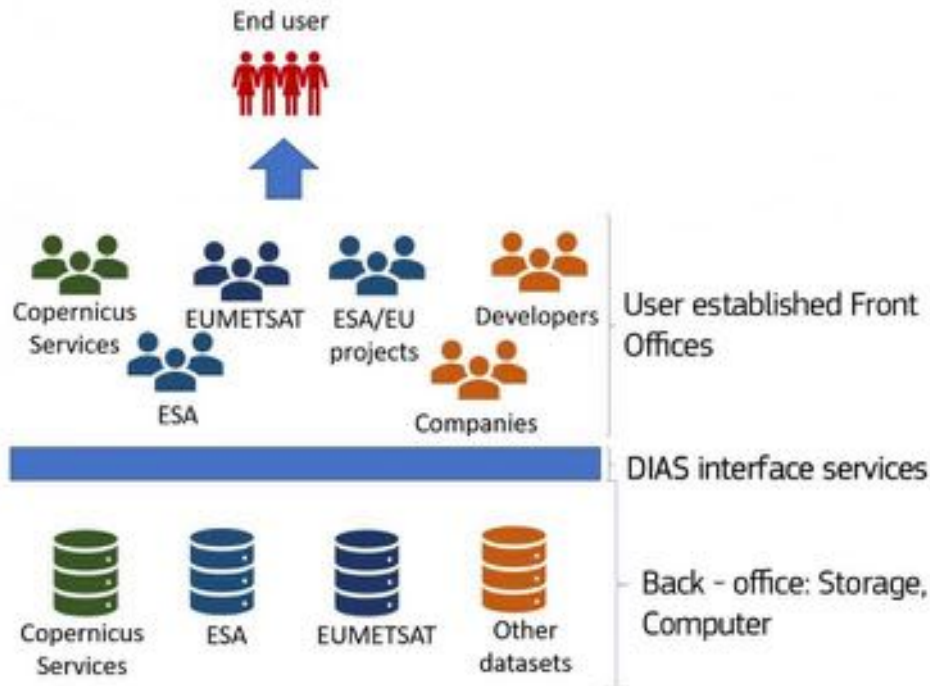 End user
Copernicus
Services
EUMETSAT
ESA/EU
projects
Developers
ESA
Companies
User established Front
Offices
DIAS interface services
Copernicus
Services
ESA
EUMETSAT
Other
datasets
Back - office: Storage,
Computer